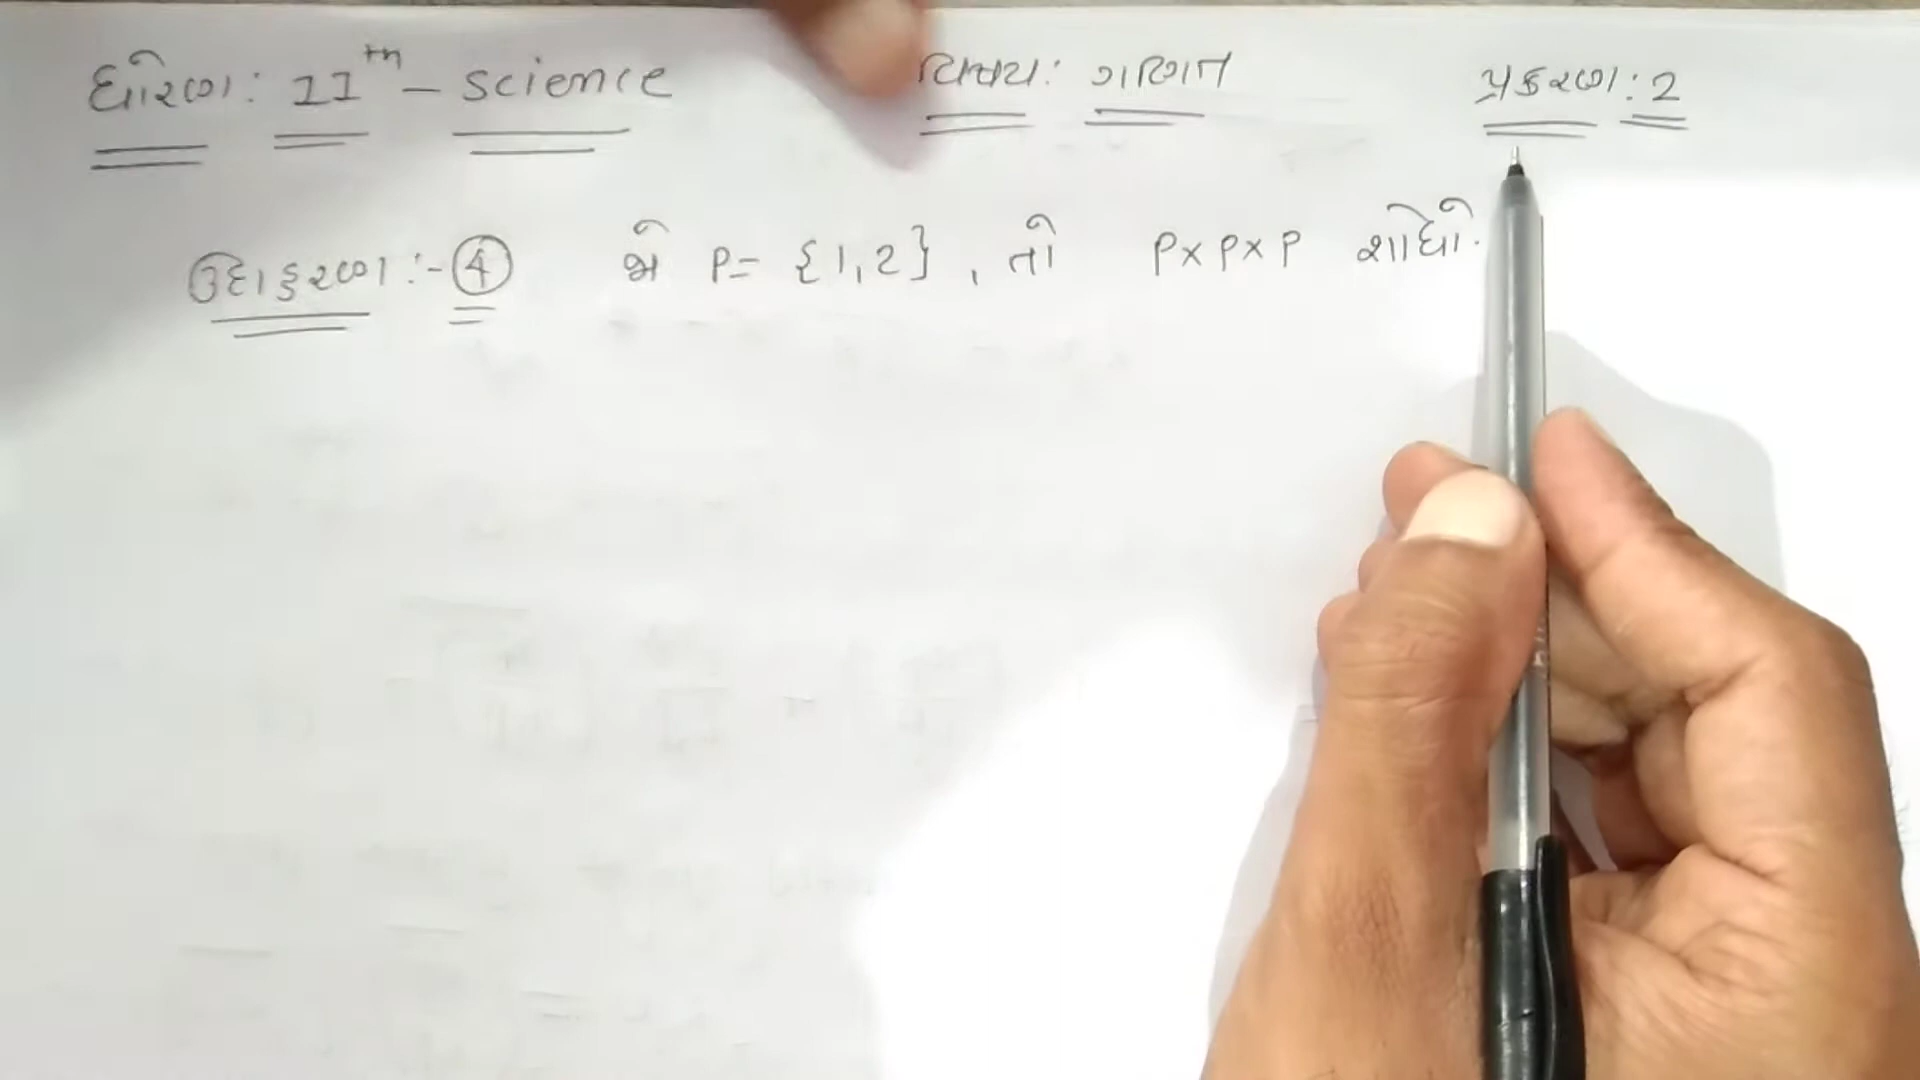 ધોરણ: 11th - science વિષય: ગણિત પ્રકરણ: 2
ઉદાહરણ :- 4 જો P = {1,2} , તો P×P×P શોધો.